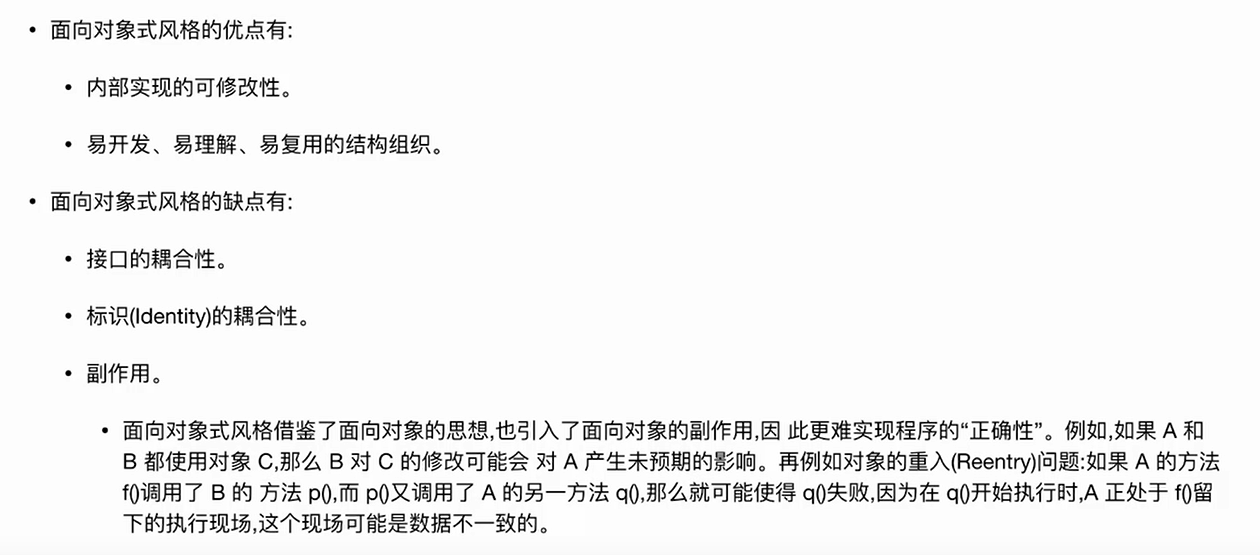 • 面向对象式风格的优点有:
• 内部实现的可修改性。
• 易开发、易理解、易复用的结构组织。
• 面向对象式风格的缺点有:
• 接口的耦合性。
• 标识(Identity)的耦合性。
• 副作用。
• 面向对象式风格借鉴了面向对象的思想,也引入了面向对象的副作用,因 此更难实现程序的“正确性”。例如,如果 A 和
B 都使用对象 C,那么 B 对 C 的修改可能会 对 A 产生未预期的影响。再例如对象的重入(Reentry)问题:如果 A 的方法
f()调用了 B 的 方法 p(),而 p()又调用了 A 的另一方法 q(),那么就可能使得 q()失败,因为在 q()开始执行时,A 正处于 f()留
下的执行现场,这个现场可能是数据不一致的。